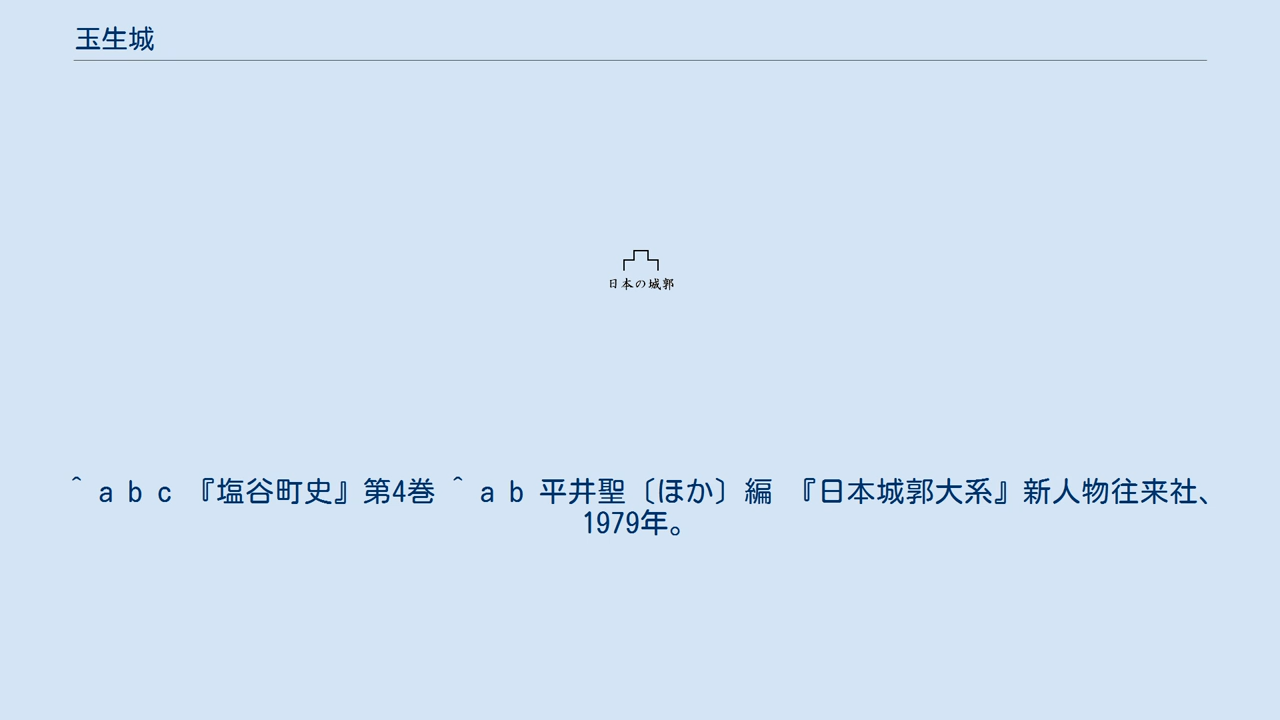 玉生城
日本の城郭
^ a b c 『塩谷町史』第4巻 ^ a b 平井聖〔ほか〕編 『日本城郭大系』新人物往来社、
1979年。